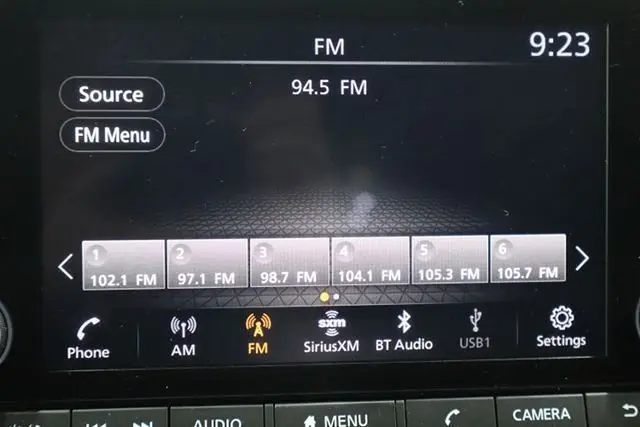 FM
9:23
94.5 FM
Source
FM Menu
1
102.1 FM
2
97.1 FM
3
98.7 FM
4
104.1 FM
5
105.3 FM
6
105.7 FM
Phone
AM
FM
sxm
SiriusXM
BT Audio
USB1
Settings
AUDIO
MENU
CAMERA